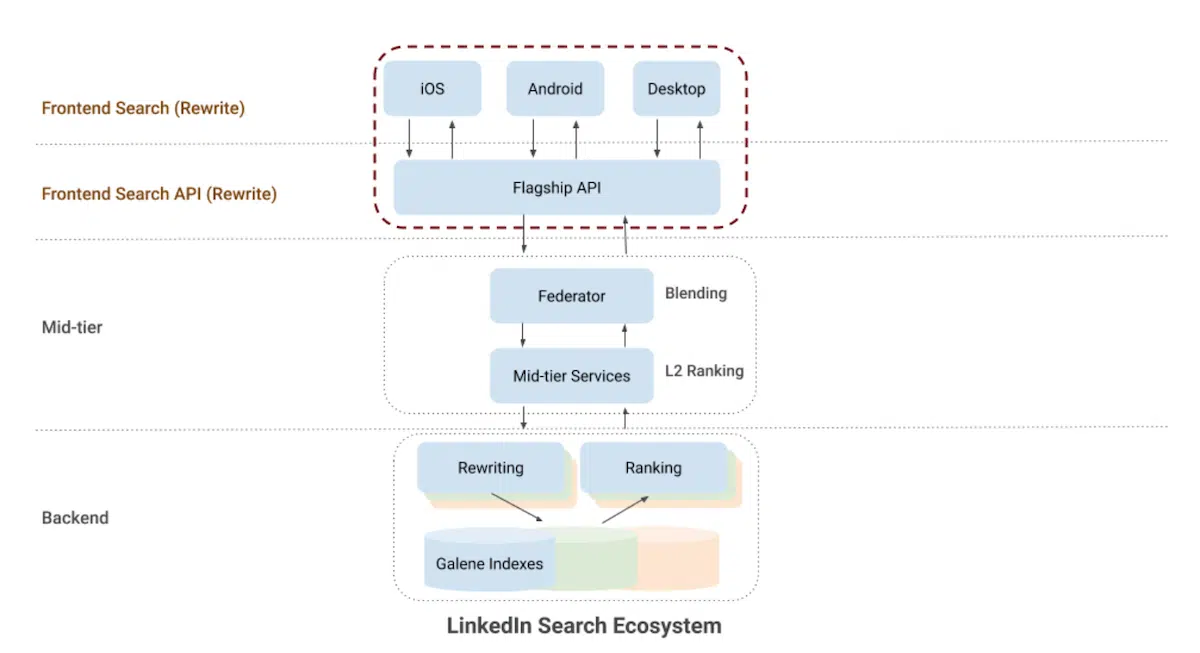 iOS
Android
Desktop
Frontend Search (Rewrite)
Flagship API
Frontend Search API (Rewrite)
Federator
Blending
Mid-tier
Mid-tier Services
L2 Ranking
Rewriting
Ranking
Backend
Galene Indexes
LinkedIn Search Ecosystem